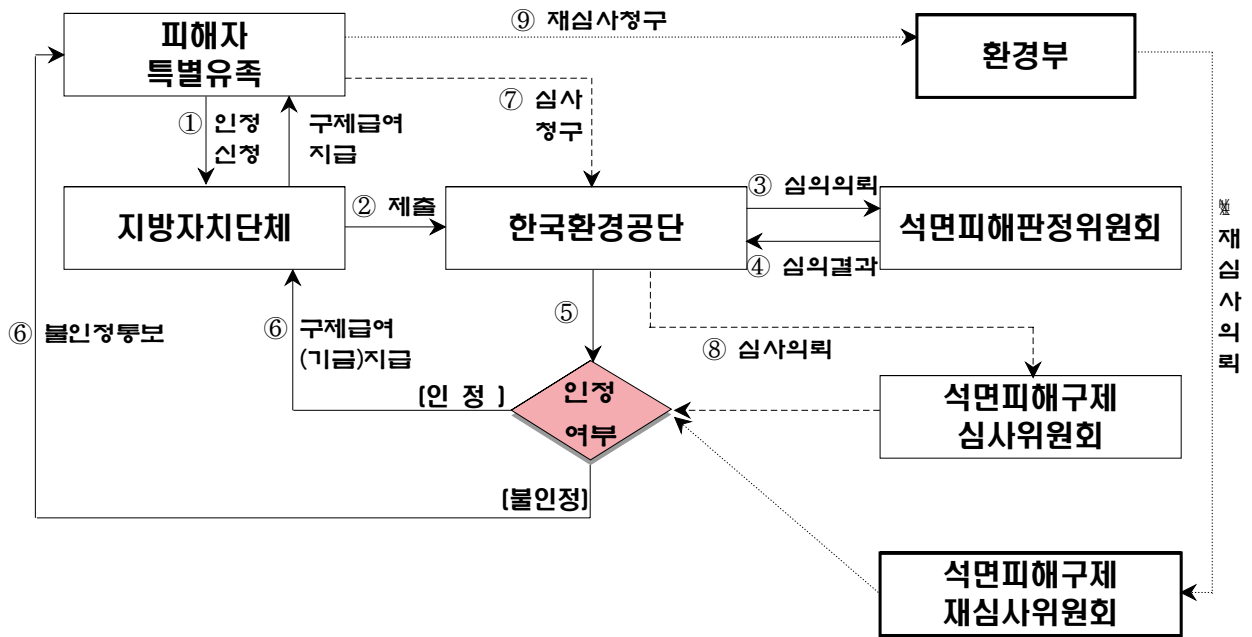 ⑨ 재심사청구
피해자
특별유족
환경부
⑦ 심사
청구
① 인정
신청
구제급여
지급
지방자치단체
② 제출
한국환경공단
③ 심의의뢰
④ 심의결과
석면피해판정위원회
재
심
사
의
뢰
⑥ 불인정통보
⑥ 구제급여
(기금)지급
⑤
⑧ 심사의뢰
(인 정 )
인정
여부
석면피해구제
심사위원회
(불인정)
석면피해구제
재심사위원회